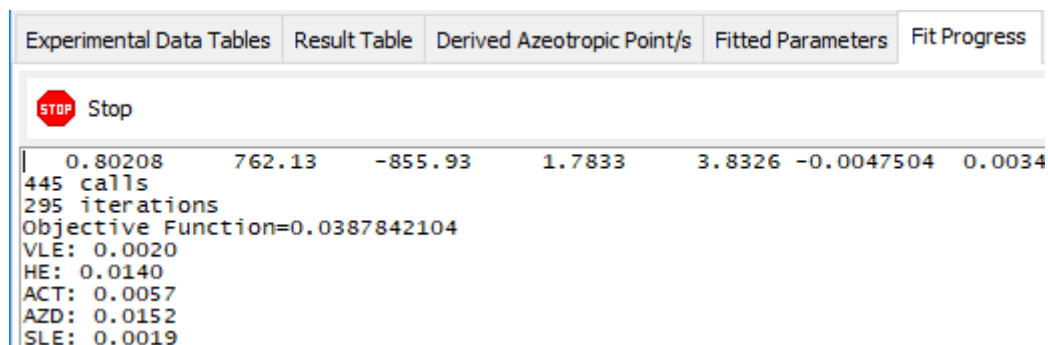 Experimental Data Tables Result Table Derived Azeotropic Point/s Fitted Parameters Fit Progress
STOP Stop
0.80208 762.13 -855.93 1.7833 3.8326 -0.0047504 0.0034
445 calls
295 iterations
Objective Function=0.0387842104
VLE: 0.0020
HE: 0.0140
ACT: 0.0057
AZD: 0.0152
SLE: 0.0019